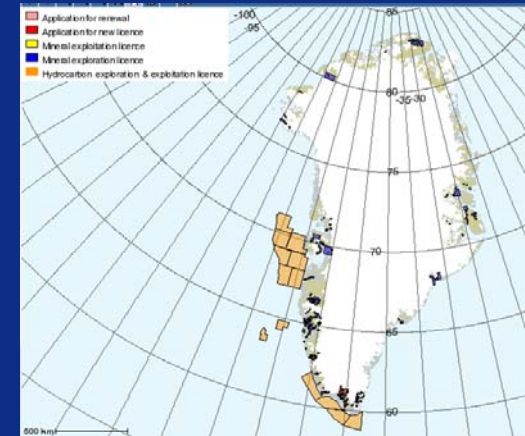 Application for renewal
Application for new licence
Mineral exploitation licence
Mineral exploration licence
Hydrocarbon exploration & exploitation licence
-100
-95
85
80
-35
-30
75
70
65
60
500 km